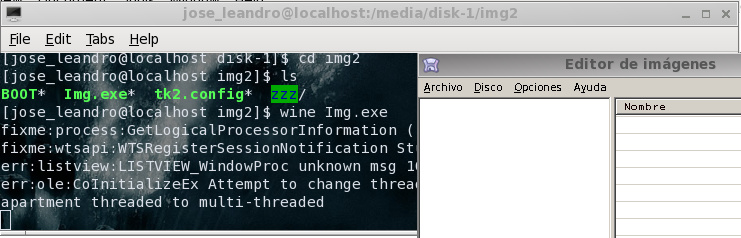 jose_leandro@localhost:/media/disk-1/img2
File Edit Tabs Help
[jose_leandro@localhost disk-1]$ cd img2
[jose_leandro@localhost img2]$ ls
BOOT* Img.exe* tk2.config* zzz/
[jose_leandro@localhost img2]$ wine Img.exe
fixme:process:GetLogicalProcessorInformation (
fixme:wtsapi:WTSRegisterSessionNotification
err:listview:LISTVIEW_WindowProc unknown msg
err:ole:CoInitializeEx Attempt to change
apartment threaded to multi-threaded
Editor de imágenes
Archivo Disco Opciones Ayuda
Nombre